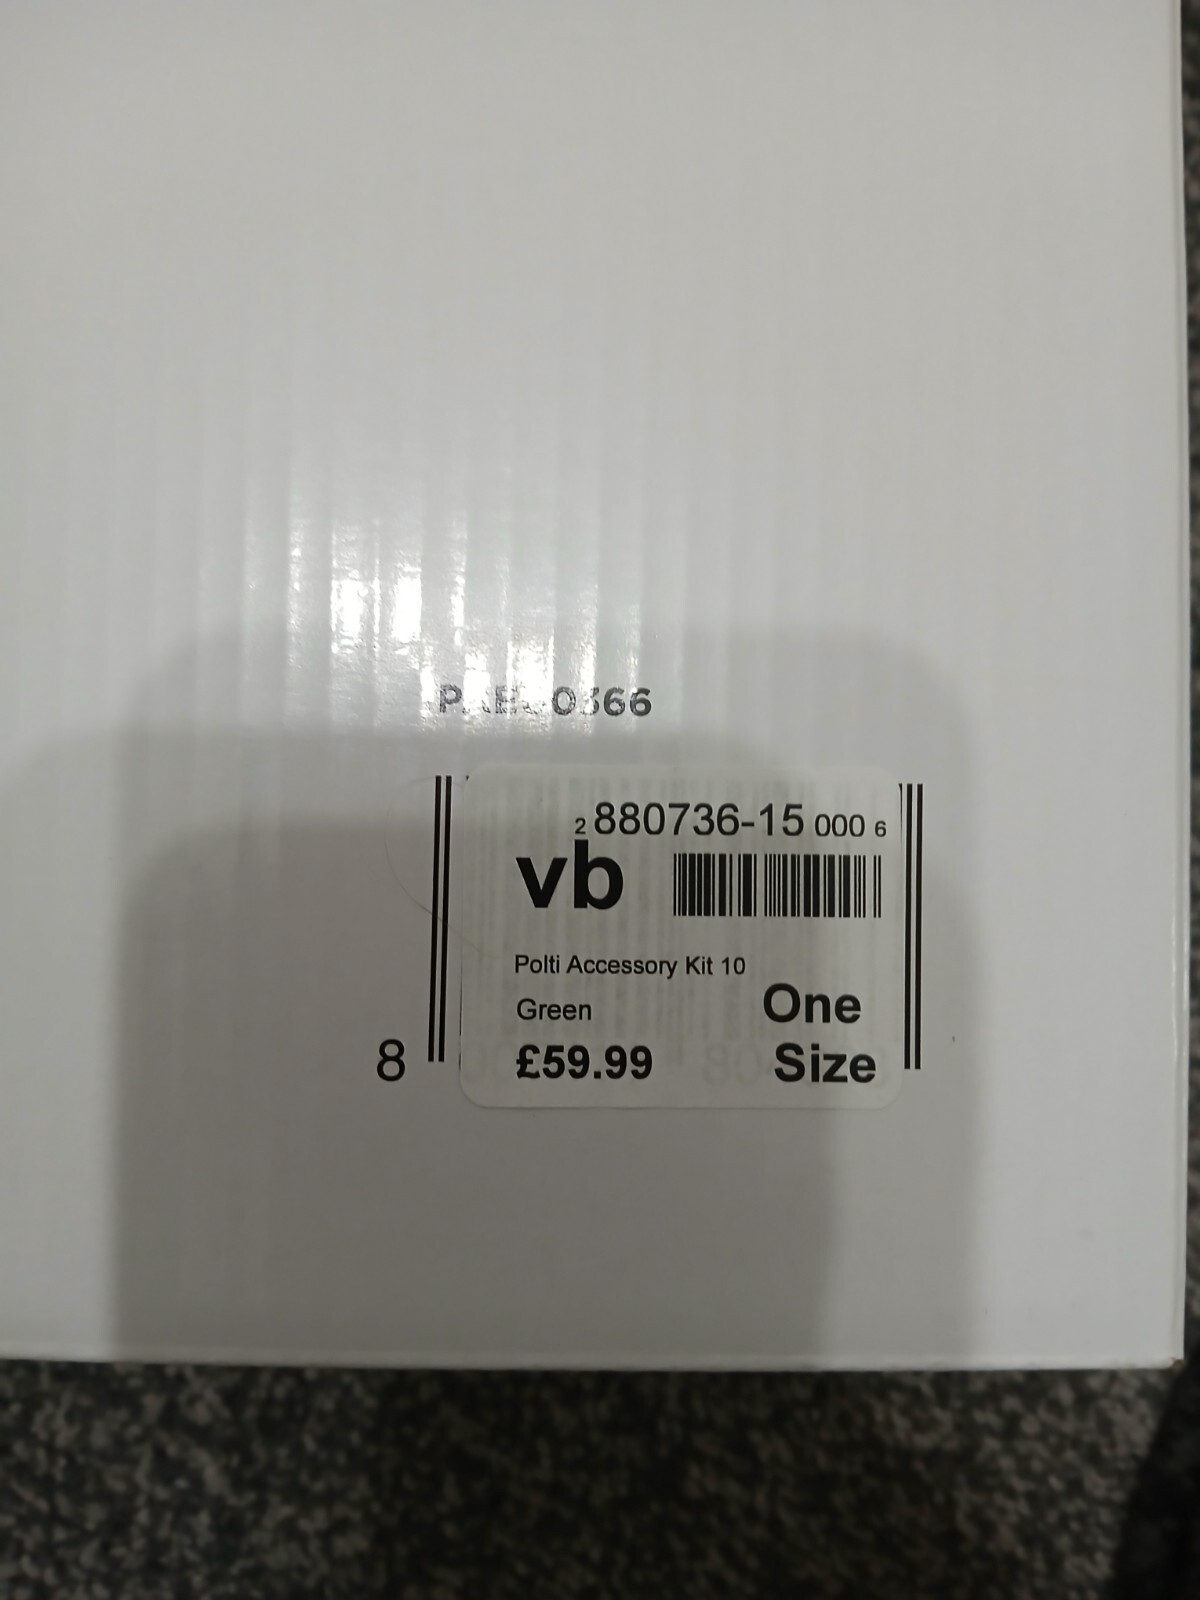 2 880736-15 000 6
vb
Polti Accessory Kit 10
Green
One
Size
£59.99
8